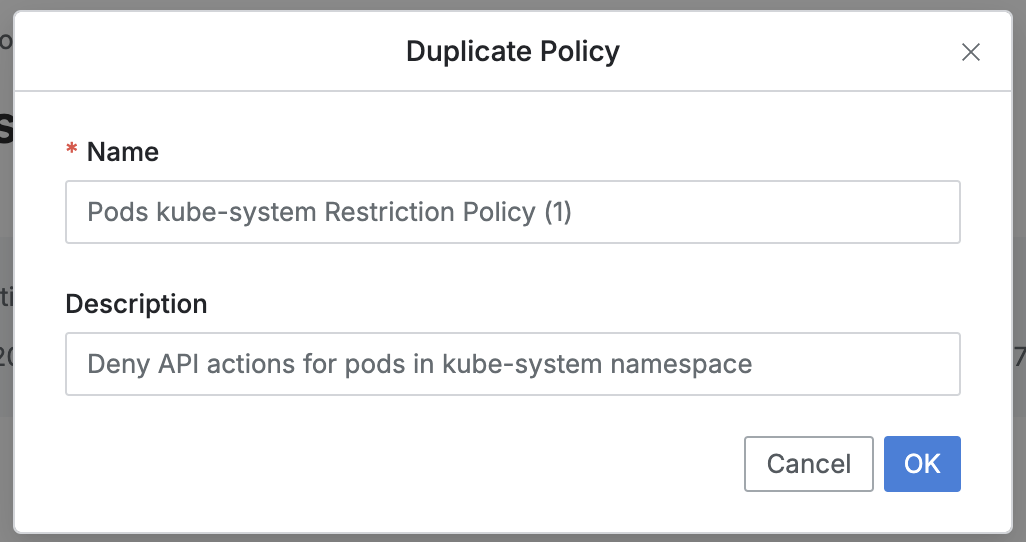 Duplicate Policy
* Name
Pods kube-system Restriction Policy (1)
Description
Deny API actions for pods in kube-system namespace
Cancel
OK